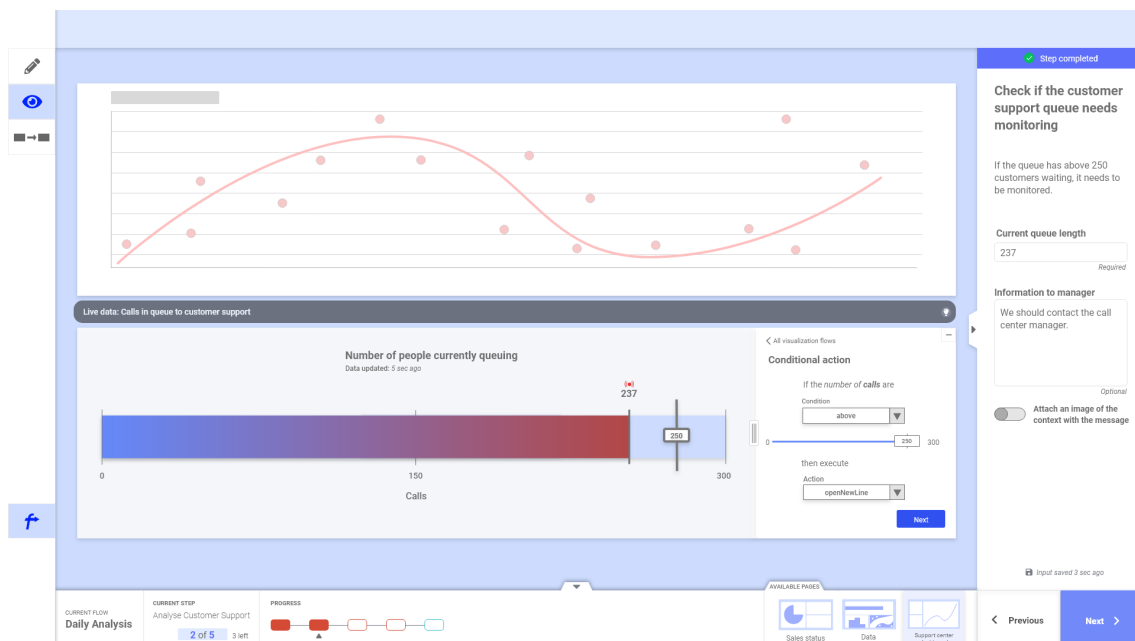 Step completed
Check if the customer
support queue needs
monitoring
If the queue has above 250
customers waiting, it needs to
be monitored.
Current queue length
237
Required
Information to manager
We should contact the call
center manager.
Optional
Attach an image of the
context with the message
Input saved 3 sec ago
Previous
Next
Live data: Calls in queue to customer support
Number of people currently queuing
Data updated: 5 sec ago
237
250
0
150
300
Calls
All visualization flows
Conditional action
If the number of calls are
Condition
above
0
250
300
then execute
Action
openNewLine
Next
CURRENT FLOW
Daily Analysis
CURRENT STEP
Analyse Customer Support
2 of 5
3 left
PROGRESS
AVAILABLE PAGES
Sales status
Data
Support center